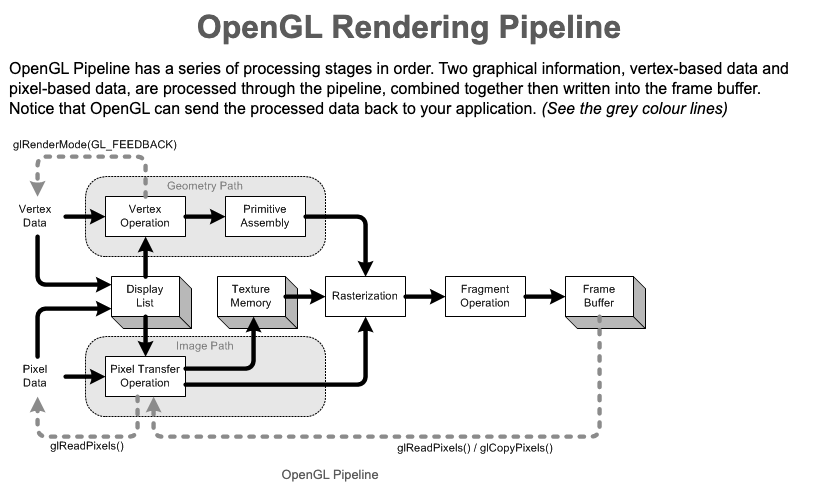 OpenGL Rendering Pipeline
OpenGL Pipeline has a series of processing stages in order. Two graphical information, vertex-based data and
pixel-based data, are processed through the pipeline, combined together then written into the frame buffer.
Notice that OpenGL can send the processed data back to your application. (See the grey colour lines)
glRenderMode(GL_FEEDBACK)
Geometry Path
Vertex
Data
Vertex
Operation
Primitive
Assembly
Display
List
Texture
Memory
Rasterization
Fragment
Operation
Frame
Buffer
Image Path
Pixel
Data
Pixel Transfer
Operation
glReadPixels()
glReadPixels() / glCopyPixels()
OpenGL Pipeline